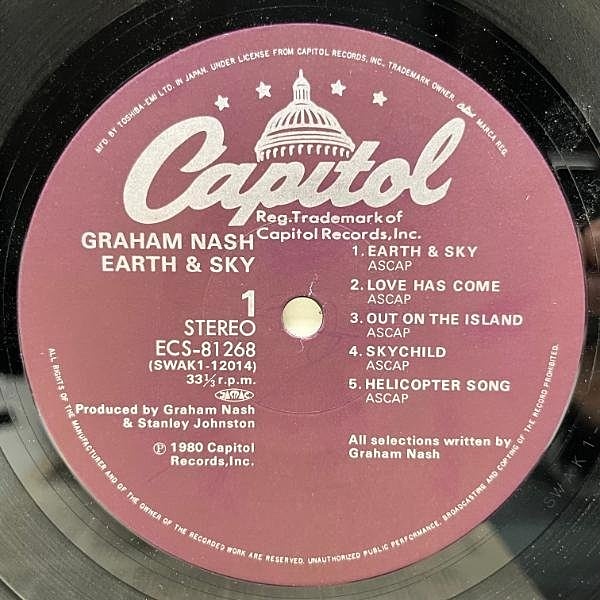 MFD. BY TOSHIBA-EMI LTD. IN JAPAN. UNDER LICENSE FROM CAPITOL RECORDS, INC., TRADEMARK OWNER. Capitol MARCA REG.
Capitol
Reg. Trademark of
Capitol Records, Inc.
GRAHAM NASH
EARTH & SKY
1
STEREO
ECS-81268
(SWAK1-12014)
33⅓ r.p.m.
JASRAC
Produced by Graham Nash
& Stanley Johnston
℗ 1980 Capitol
Records, Inc.
1. EARTH & SKY
ASCAP
2. LOVE HAS COME
ASCAP
3. OUT ON THE ISLAND
ASCAP
4. SKYCHILD
ASCAP
5. HELICOPTER SONG
ASCAP
All selections written by
Graham Nash
ALL RIGHTS OF THE MANUFACTURER AND OF THE OWNER OF THE RECORDED WORK ARE RESERVED. UNAUTHORIZED PUBLIC PERFORMANCE, BROADCASTING AND COPYING OF THE RECORD PROHIBITED.